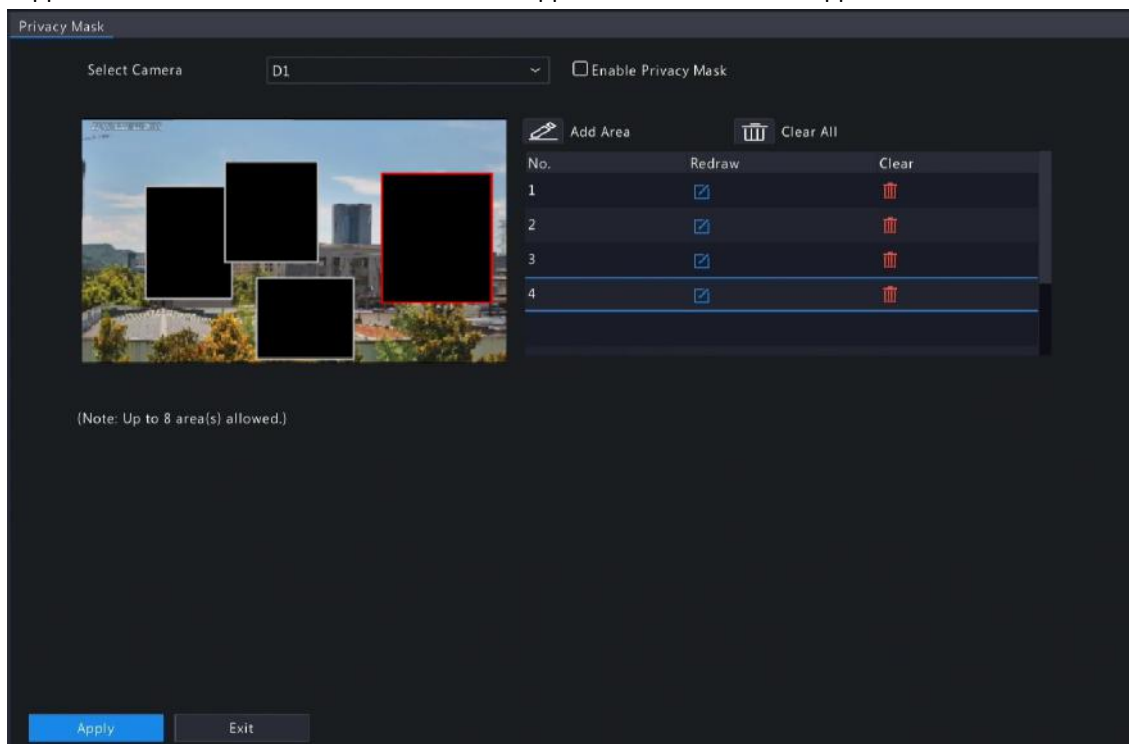 Privacy Mask
Select Camera D1 Enable Privacy Mask
Add Area Clear All
No. Redraw Clear
1
2
3
4
(Note: Up to 8 area(s) allowed.)
Apply Exit